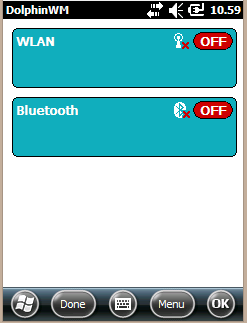 DolphinWM 10.59
WLAN OFF
Bluetooth OFF
Done Menu OK